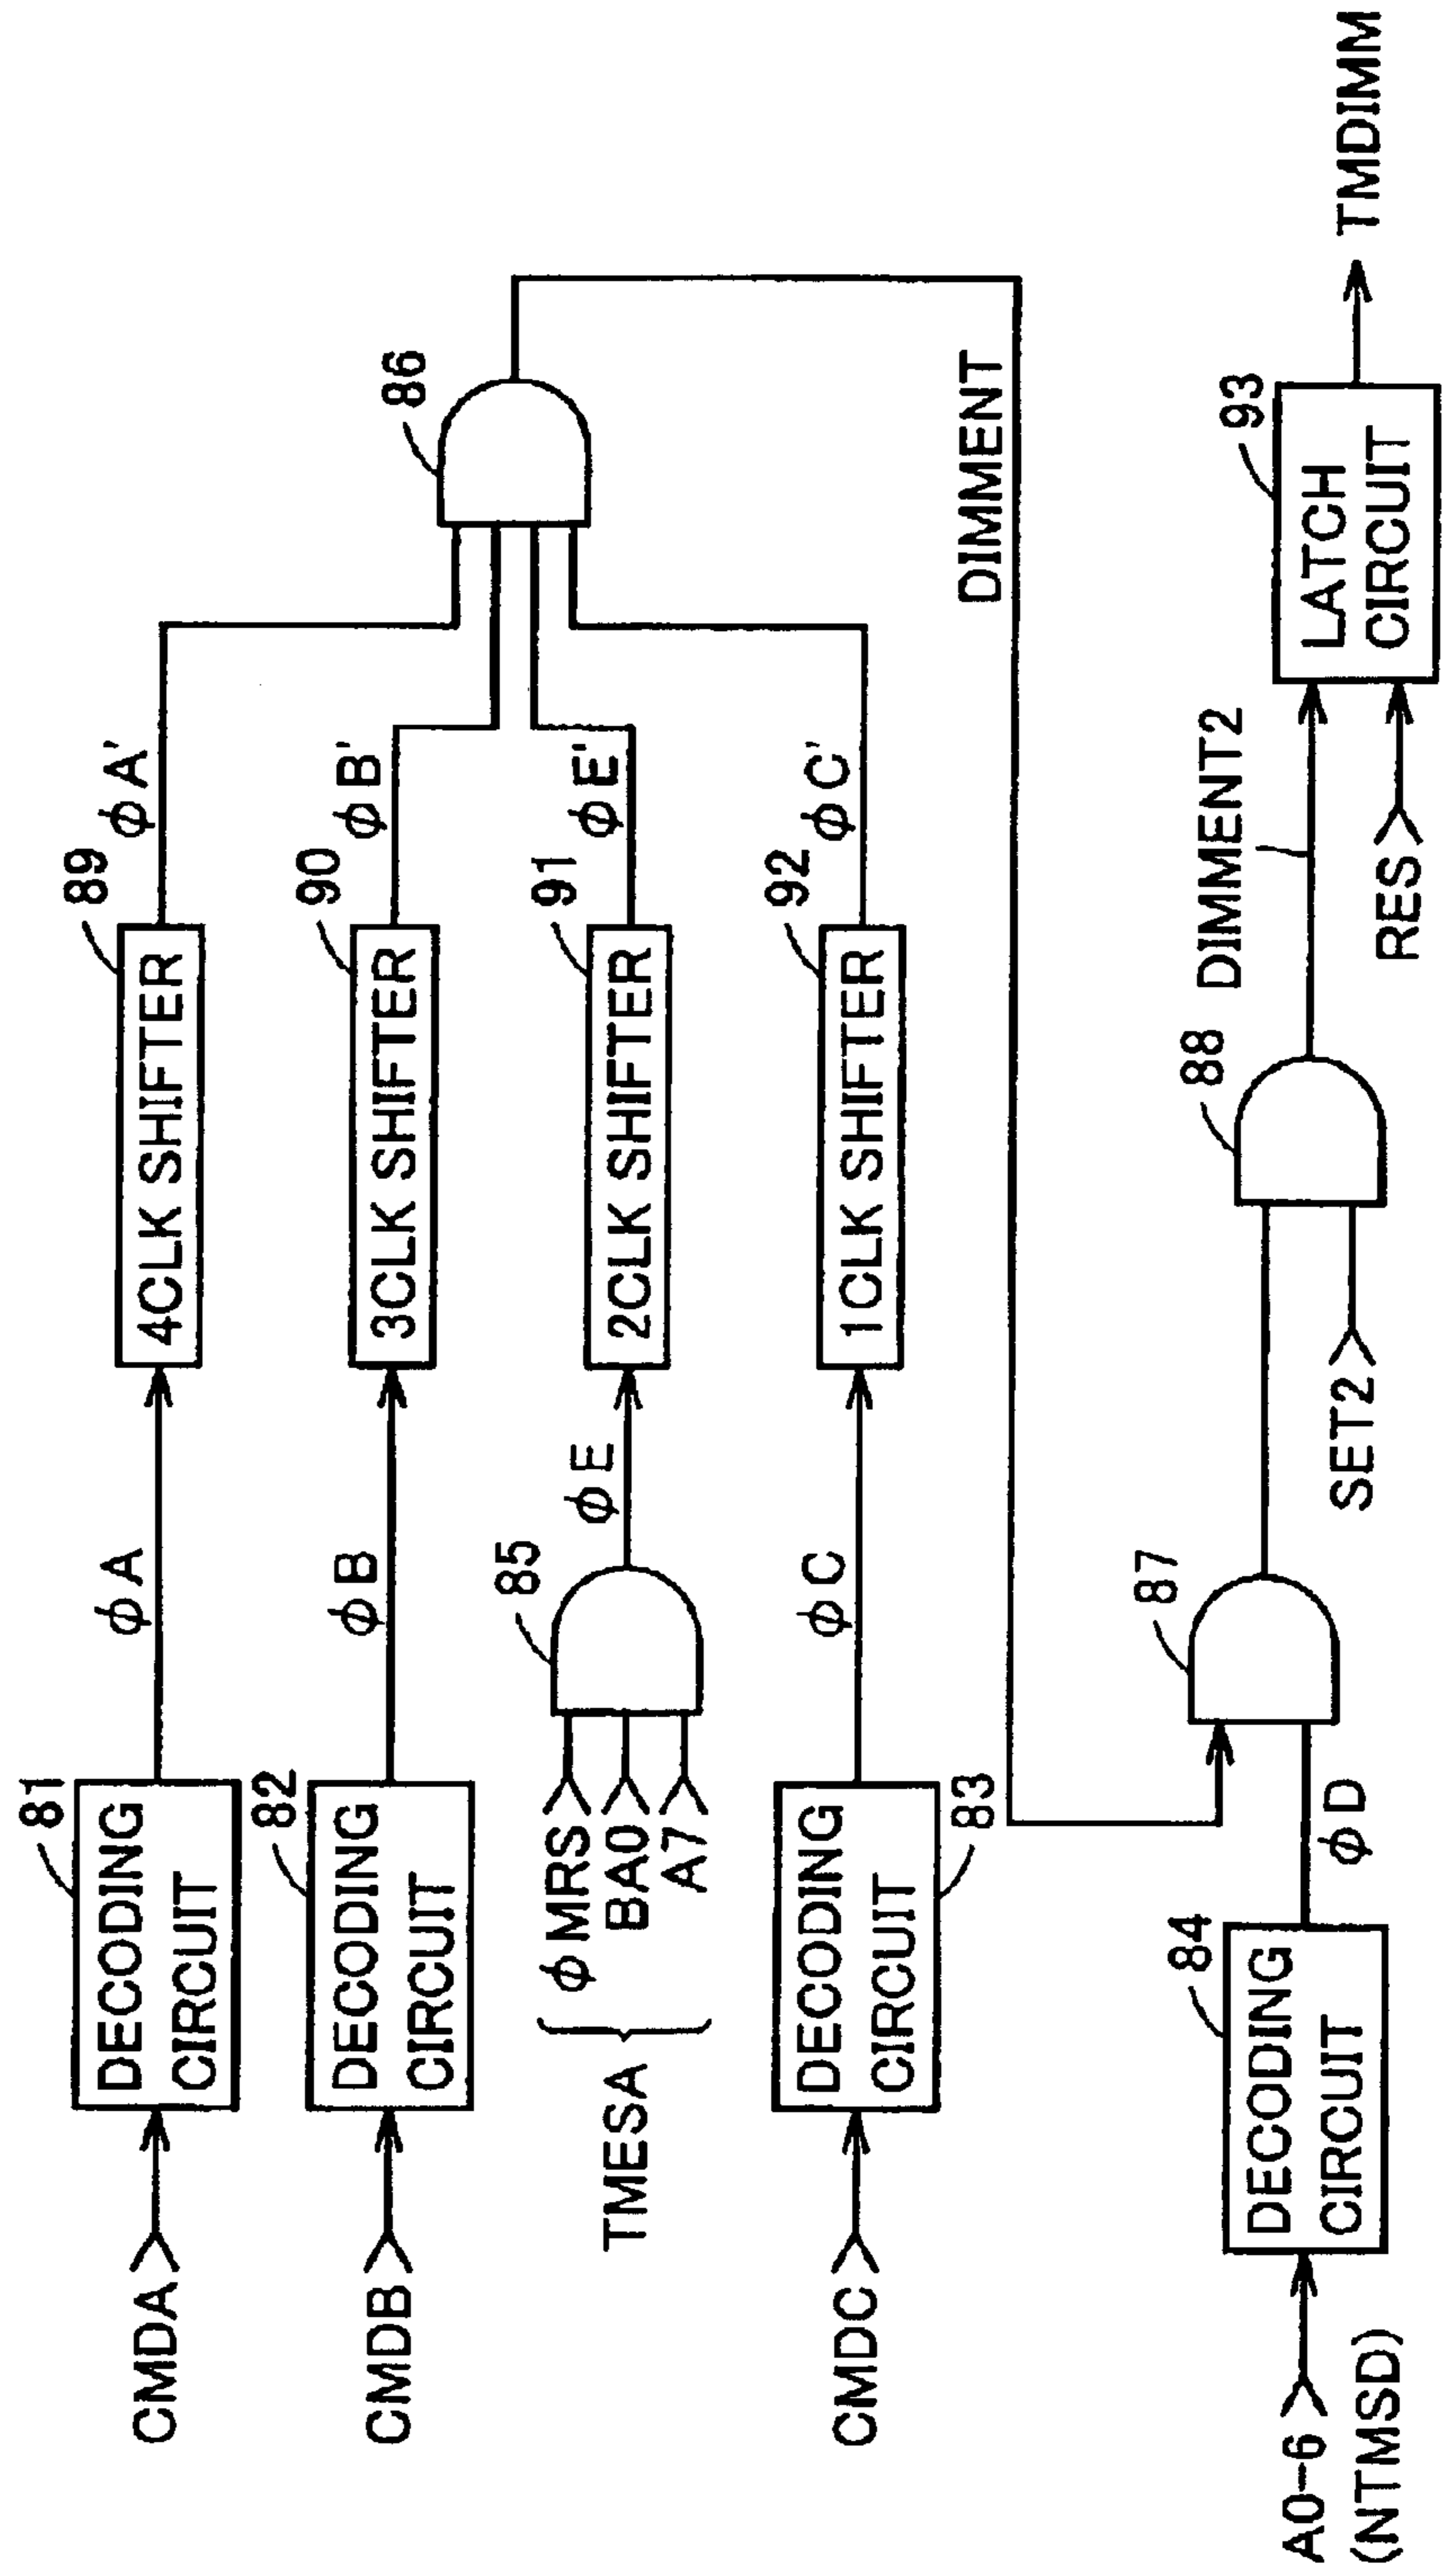 CMDA
DECODING
CIRCUIT
81
φA
4CLK SHIFTER
89
φA'
CMDB
DECODING
CIRCUIT
82
φB
3CLK SHIFTER
90
φB'
86
TMESA
φMRS
BA0
A7
85
φE
2CLK SHIFTER
91
φE'
CMDC
DECODING
CIRCUIT
83
φC
1CLK SHIFTER
92
φC'
DIMMENT
A0-6
(NTMSD)
DECODING
CIRCUIT
84
φD
87
SET2
88
DIMMENT2
RES
LATCH
CIRCUIT
93
TMDIMM